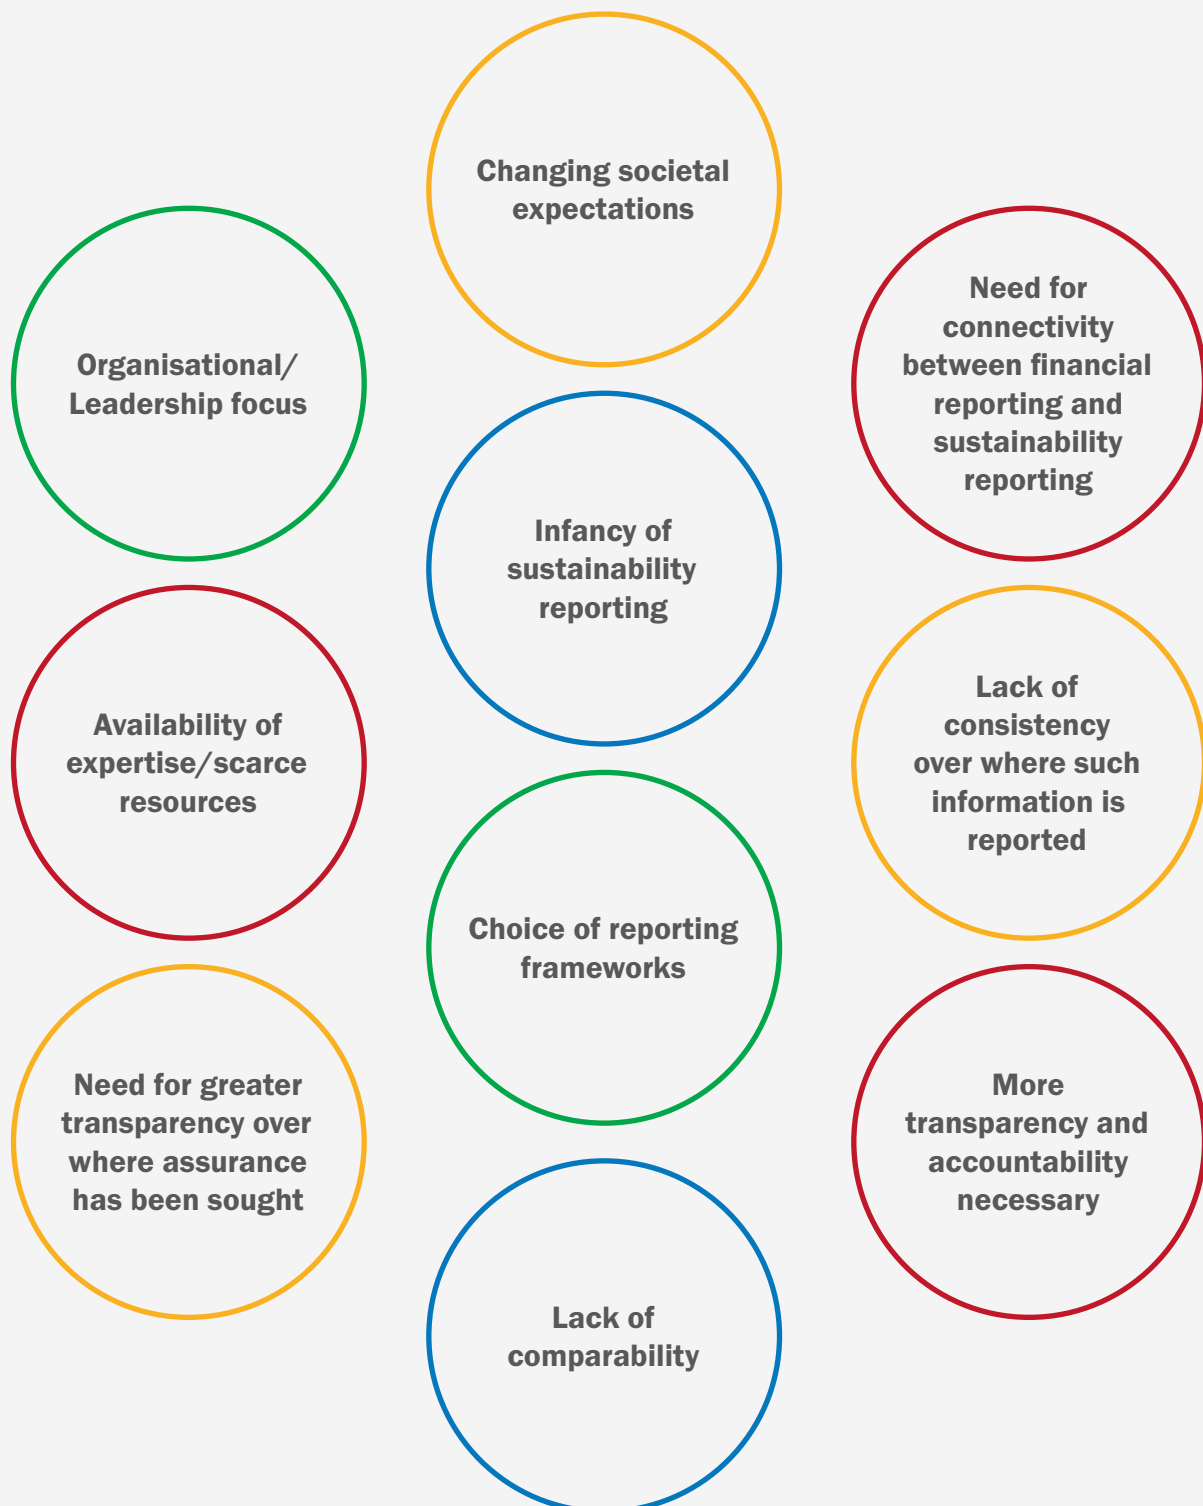 Changing societal
expectations
Organisational/
Leadership focus
Need for
connectivity
between financial
reporting and
sustainability
reporting
Infancy of
sustainability
reporting
Availability of
expertise/scarce
resources
Lack of
consistency
over where such
information is
reported
Choice of reporting
frameworks
Need for greater
transparency over
where assurance
has been sought
More
transparency and
accountability
necessary
Lack of
comparability